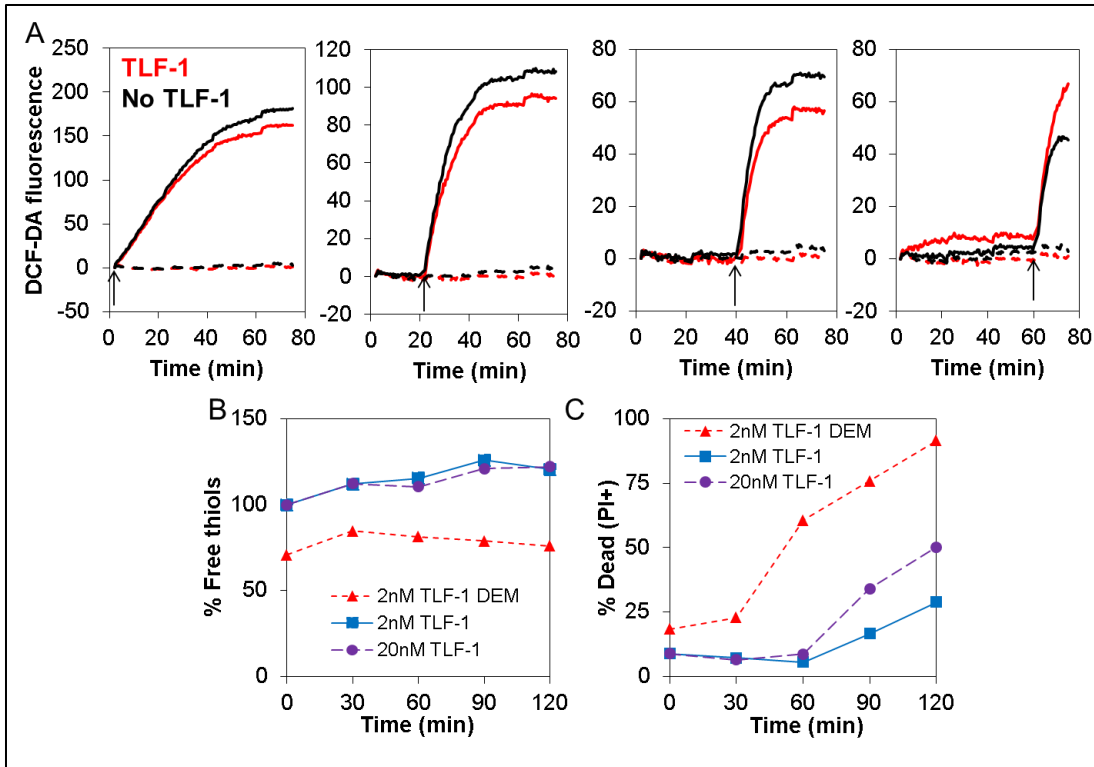 A
TLF-1
No TLF-1
DCF-DA fluorescence
250
200
150
100
50
0
-50
0 20 40 60 80
Time (min)
120
100
80
60
40
20
0
-20
0 20 40 60 80
Time (min)
80
60
40
20
0
-20
0 20 40 60 80
Time (min)
80
60
40
20
0
-20
0 20 40 60 80
Time (min)
B
% Free thiols
150
100
50
0
2nM TLF-1 DEM
2nM TLF-1
20nM TLF-1
0 30 60 90 120
Time (min)
C
% Dead (PI+)
100
75
50
25
0
2nM TLF-1 DEM
2nM TLF-1
20nM TLF-1
0 30 60 90 120
Time (min)